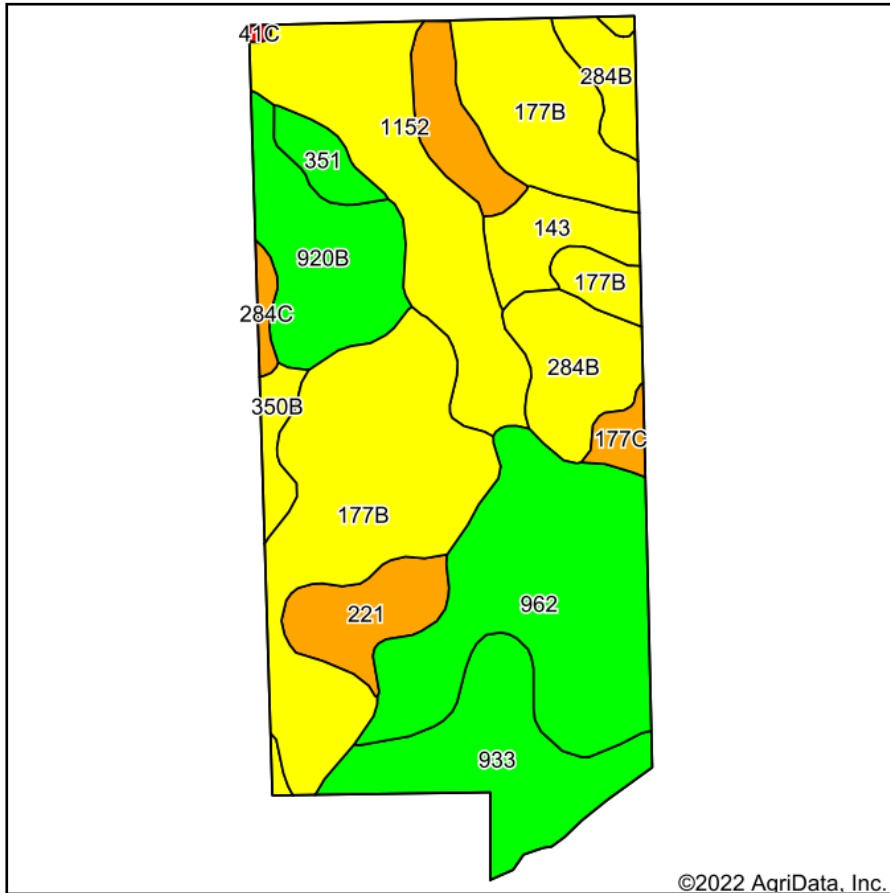 41C
284B
177B
1152
351
143
920B
177B
284C
284B
350B
177C
177B
962
221
933
©2022 AgriData, Inc.